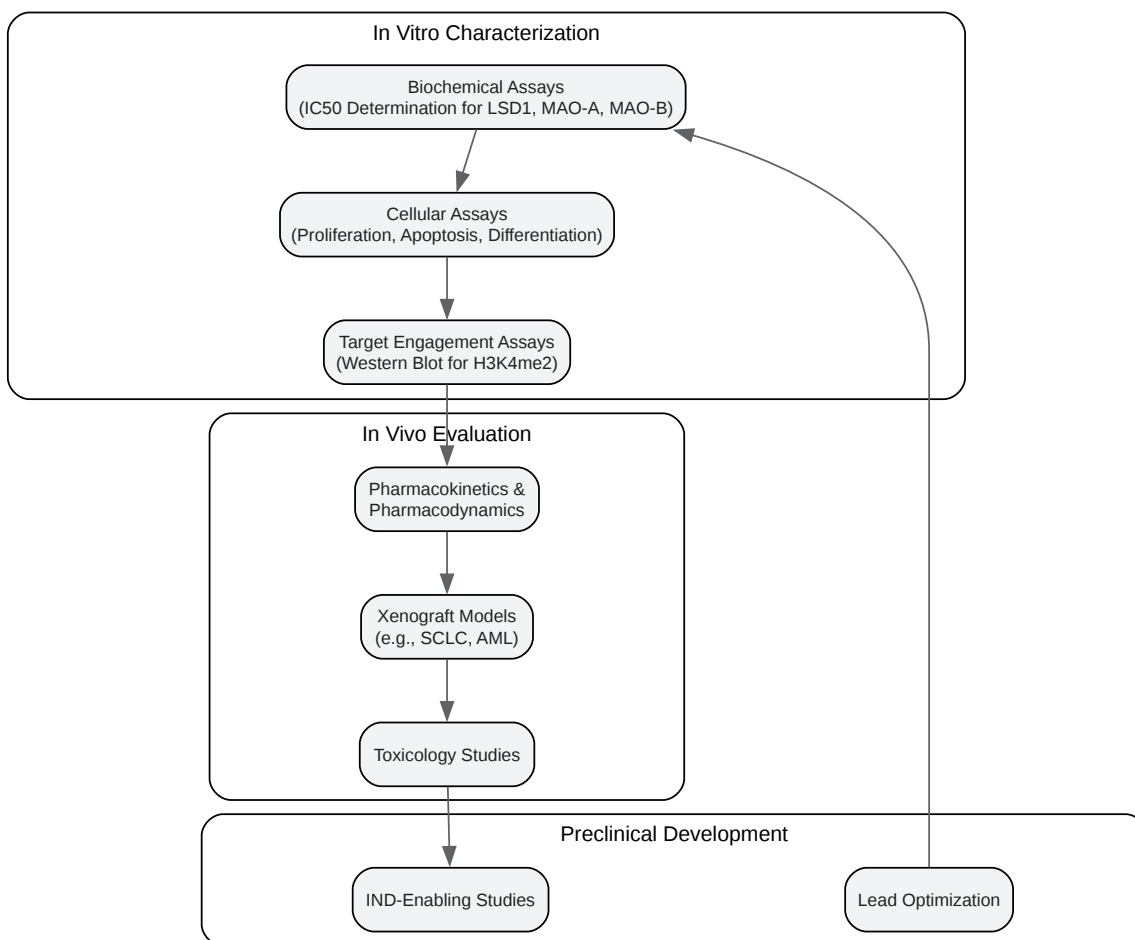 In Vitro Characterization
Biochemical Assays
(IC50 Determination for LSD1, MAO-A, MAO-B)
Cellular Assays
(Proliferation, Apoptosis, Differentiation)
Target Engagement Assays
(Western Blot for H3K4me2)
In Vivo Evaluation
Pharmacokinetics &
Pharmacodynamics
Xenograft Models
(e.g., SCLC, AML)
Toxicology Studies
Preclinical Development
IND-Enabling Studies
Lead Optimization